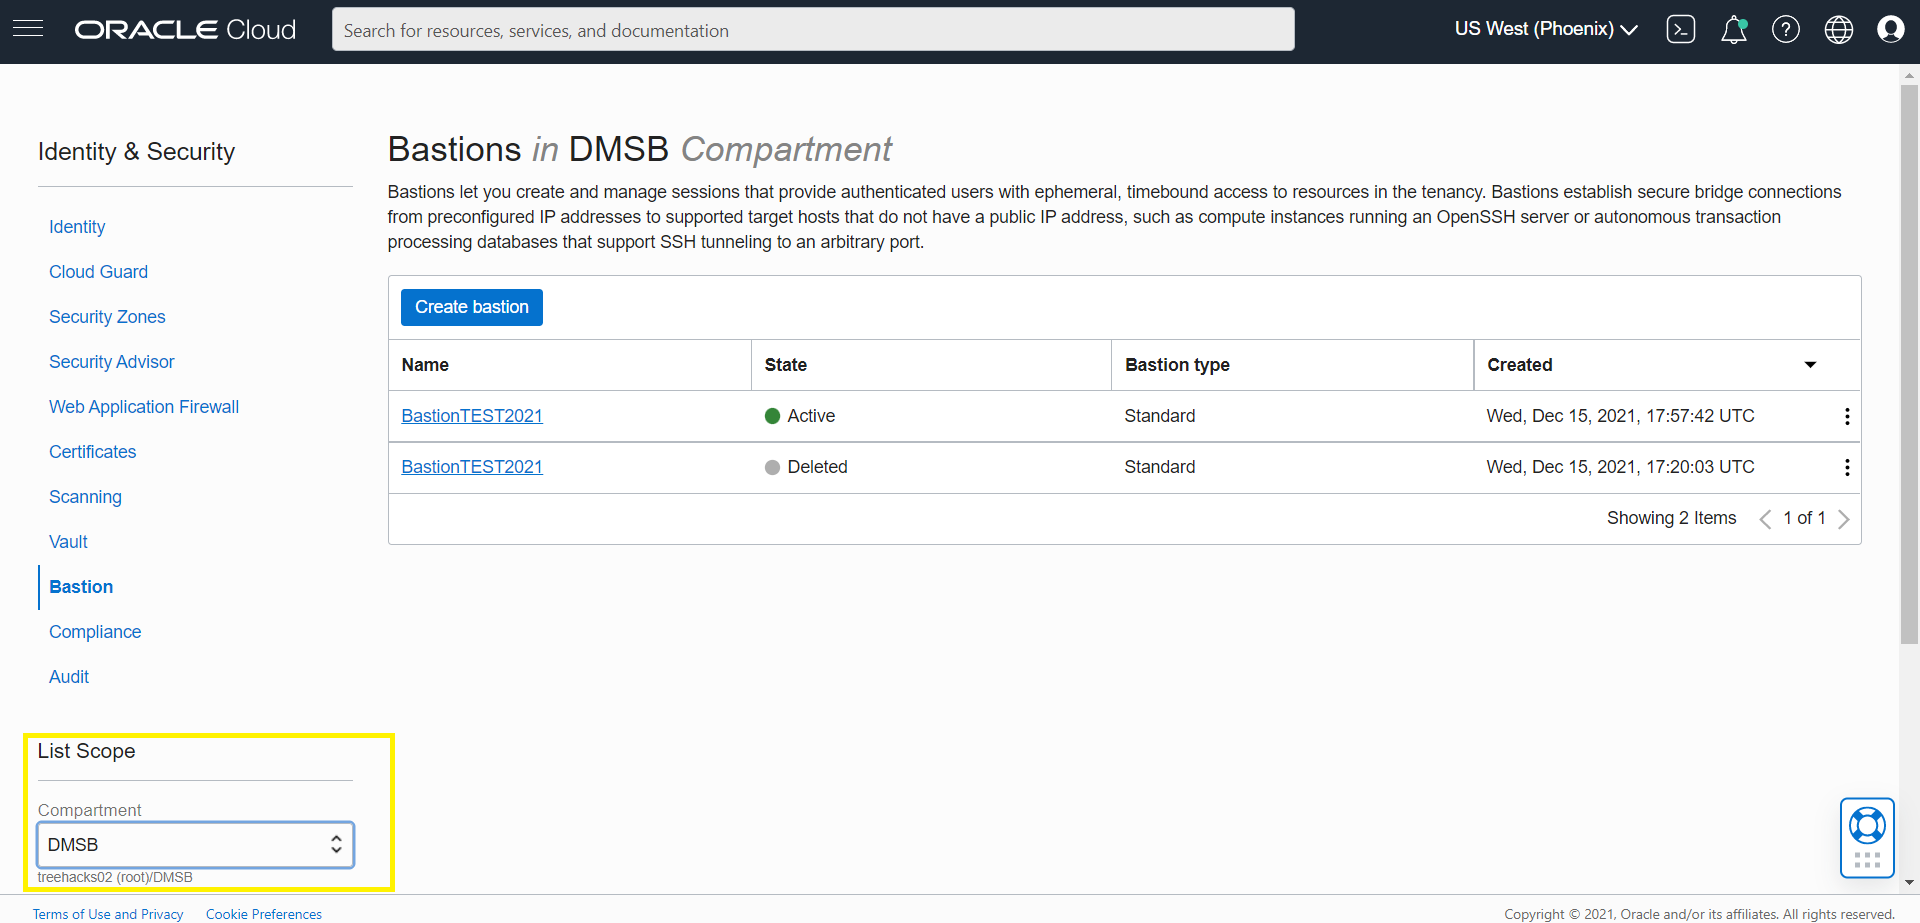 ORACLE Cloud
Search for resources, services, and documentation
US West (Phoenix)
Identity & Security
Identity
Cloud Guard
Security Zones
Security Advisor
Web Application Firewall
Certificates
Scanning
Vault
Bastion
Compliance
Audit
List Scope
Compartment
DMSB
treehacks02 (root)/DMSB
Bastions in DMSB Compartment
Bastions let you create and manage sessions that provide authenticated users with ephemeral, timebound access to resources in the tenancy. Bastions establish secure bridge connections
from preconfigured IP addresses to supported target hosts that do not have a public IP address, such as compute instances running an OpenSSH server or autonomous transaction
processing databases that support SSH tunneling to an arbitrary port.
Create bastion
Name State Bastion type Created
BastionTEST2021 Active Standard Wed, Dec 15, 2021, 17:57:42 UTC
BastionTEST2021 Deleted Standard Wed, Dec 15, 2021, 17:20:03 UTC
Showing 2 Items 1 of 1
Terms of Use and Privacy Cookie Preferences
Copyright © 2021, Oracle and/or its affiliates. All rights reserved.